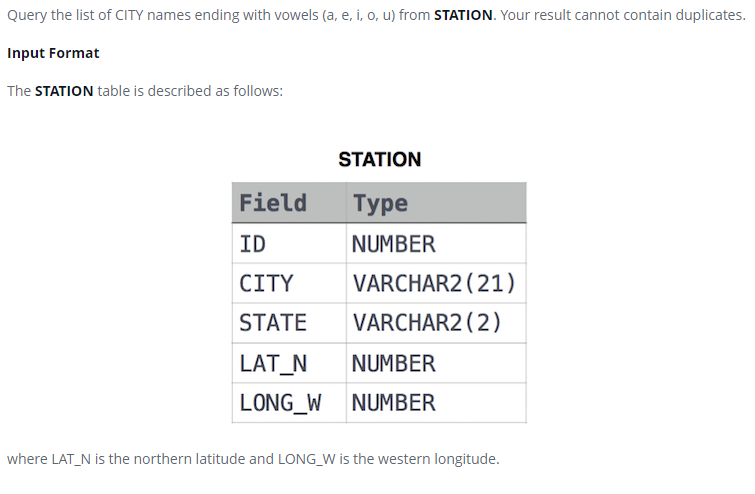 Query the list of CITY names ending with vowels (a, e, i, o, u) from STATION. Your result cannot contain duplicates.
Input Format
The STATION table is described as follows:
STATION
Field Type
ID NUMBER
CITY VARCHAR2(21)
STATE VARCHAR2(2)
LAT_N NUMBER
LONG_W NUMBER
where LAT_N is the northern latitude and LONG_W is the western longitude.